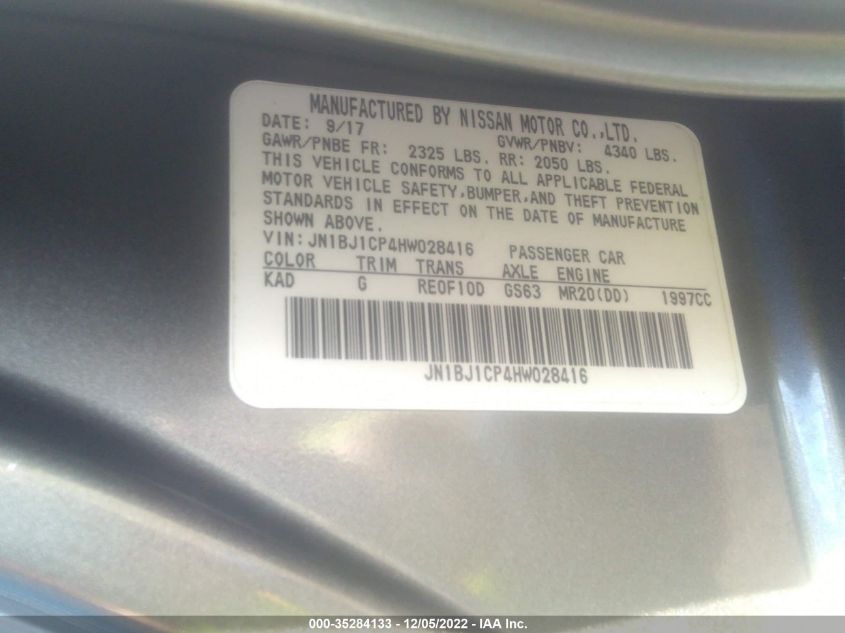 MANUFACTURED BY NISSAN MOTOR CO.,LTD.
DATE: 9/17 GVWR/PNBV: 4340 LBS.
GAWR/PNBE FR: 2325 LBS. RR: 2050 LBS.
THIS VEHICLE CONFORMS TO ALL APPLICABLE FEDERAL
MOTOR VEHICLE SAFETY,BUMPER,AND THEFT PREVENTION
STANDARDS IN EFFECT ON THE DATE OF MANUFACTURE
SHOWN ABOVE.
VIN: JN1BJ1CP4HW028416 PASSENGER CAR
COLOR TRIM TRANS AXLE ENGINE
KAD G RE0F10D GS63 MR20(DD) 1997CC
JN1BJ1CP4HW028416
000-35284133 - 12/05/2022 - IAA Inc.